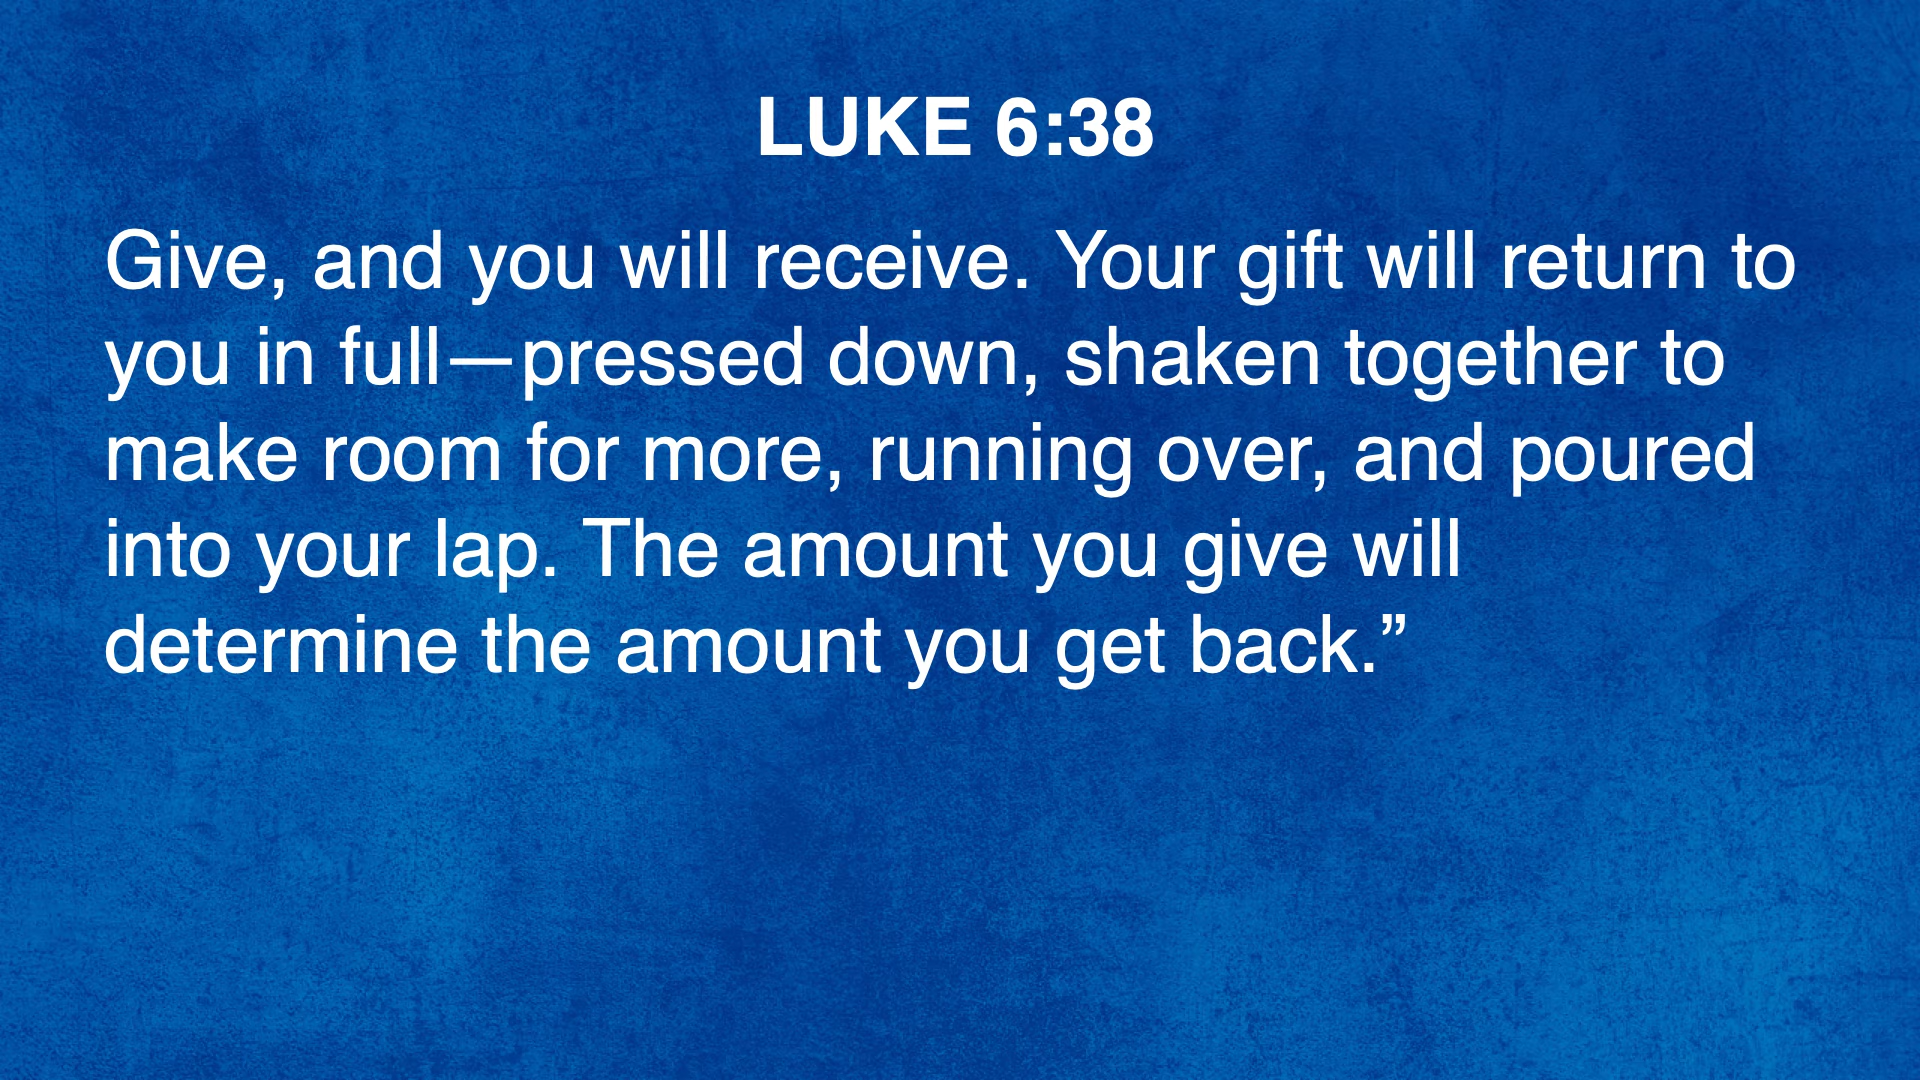 LUKE 6:38
Give, and you will receive. Your gift will return to
you in full—pressed down, shaken together to
make room for more, running over, and poured
into your lap. The amount you give will
determine the amount you get back.”